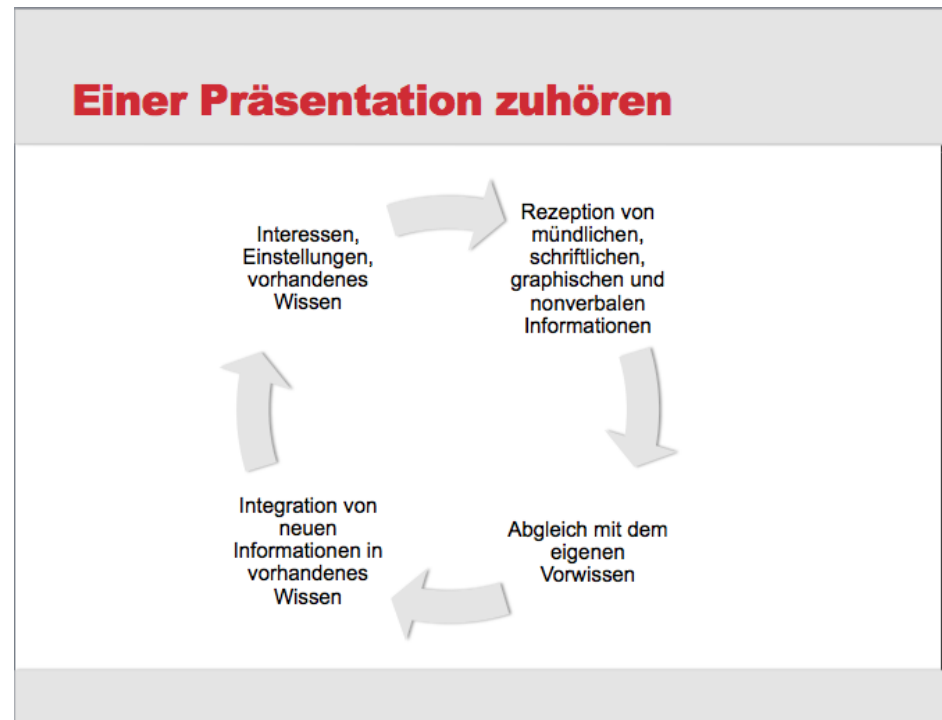 Einer Präsentation zuhören
Interessen,
Einstellungen,
vorhandenes
Wissen
Rezeption von
mündlichen,
schriftlichen,
graphischen und
nonverbalen
Informationen
Abgleich mit dem
eigenen
Vorwissen
Integration von
neuen
Informationen in
vorhandenes
Wissen